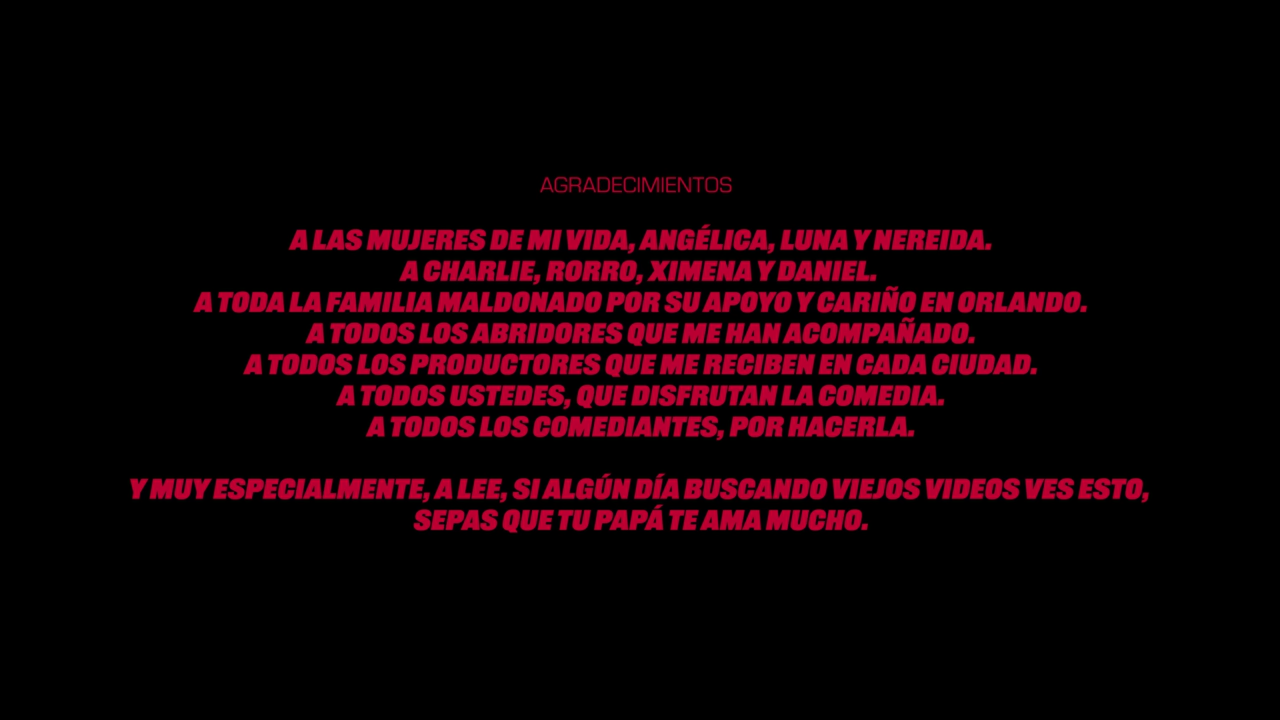 AGRADECIMIENTOS
A LAS MUJERES DE MI VIDA, ANGÉLICA, LUNA Y NEREIDA.
A CHARLIE, RORRO, XIMENA Y DANIEL.
A TODA LA FAMILIA MALDONADO POR SU APOYO Y CARIÑO EN ORLANDO.
A TODOS LOS ABRIDORES QUE ME HAN ACOMPAÑADO.
A TODOS LOS PRODUCTORES QUE ME RECIBEN EN CADA CIUDAD.
A TODOS USTEDES, QUE DISFRUTAN LA COMEDIA.
A TODOS LOS COMEDIANTES, POR HACERLA.
Y MUY ESPECIALMENTE, A LEE, SI ALGÚN DÍA BUSCANDO VIEJOS VIDEOS VES ESTO,
SEPAS QUE TU PAPÁ TE AMA MUCHO.